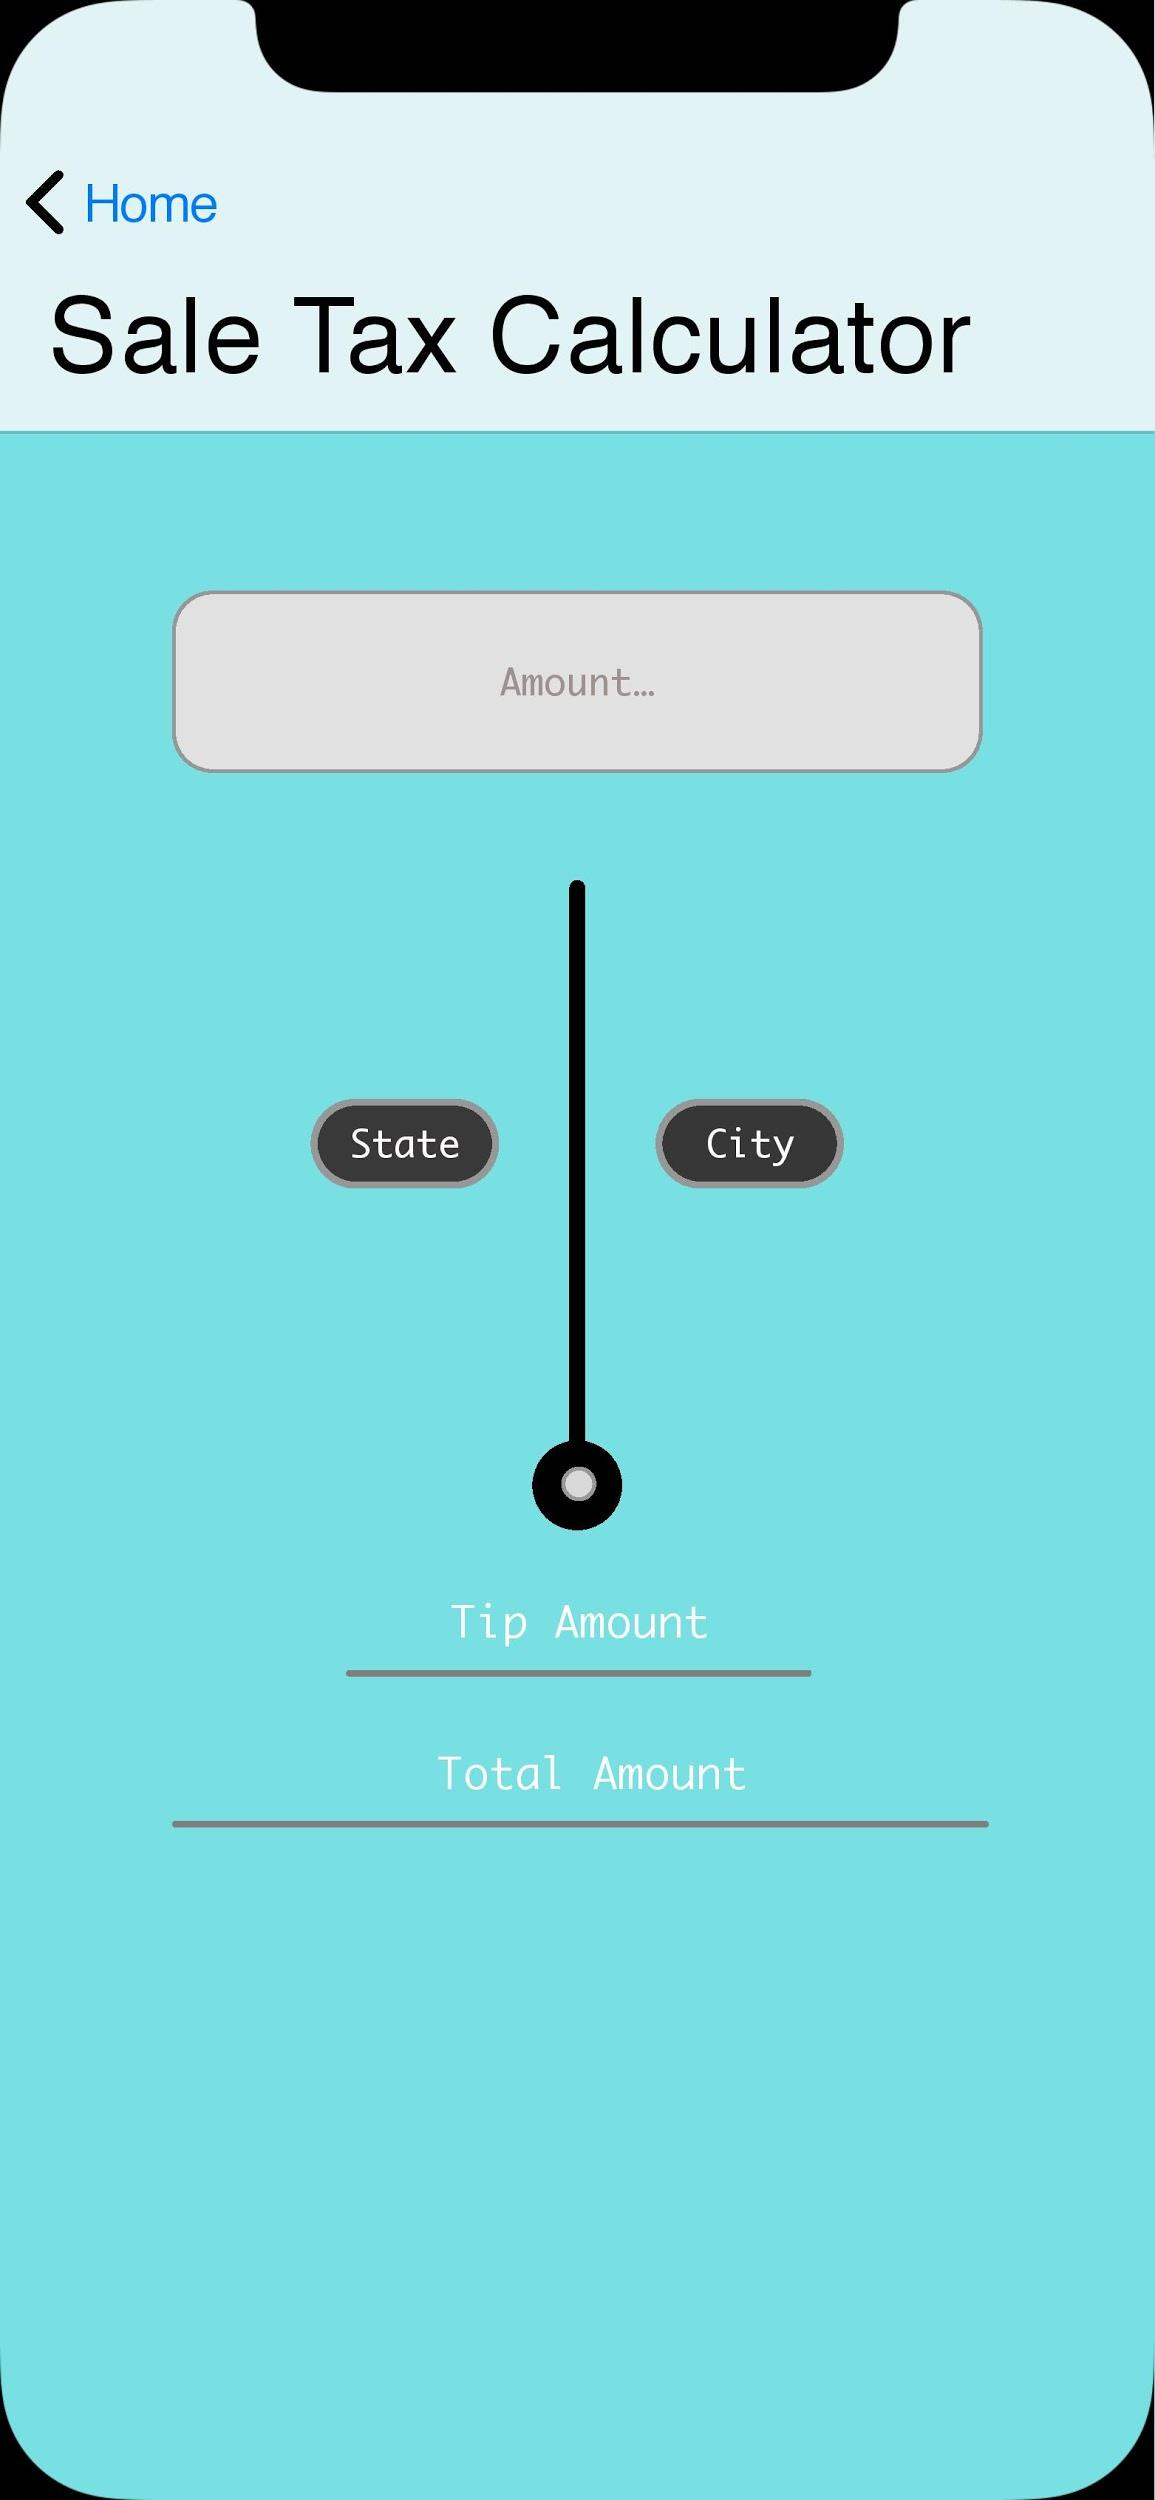 Home
Sale Tax Calculator
Amount…
State
City
Tip Amount
Total Amount